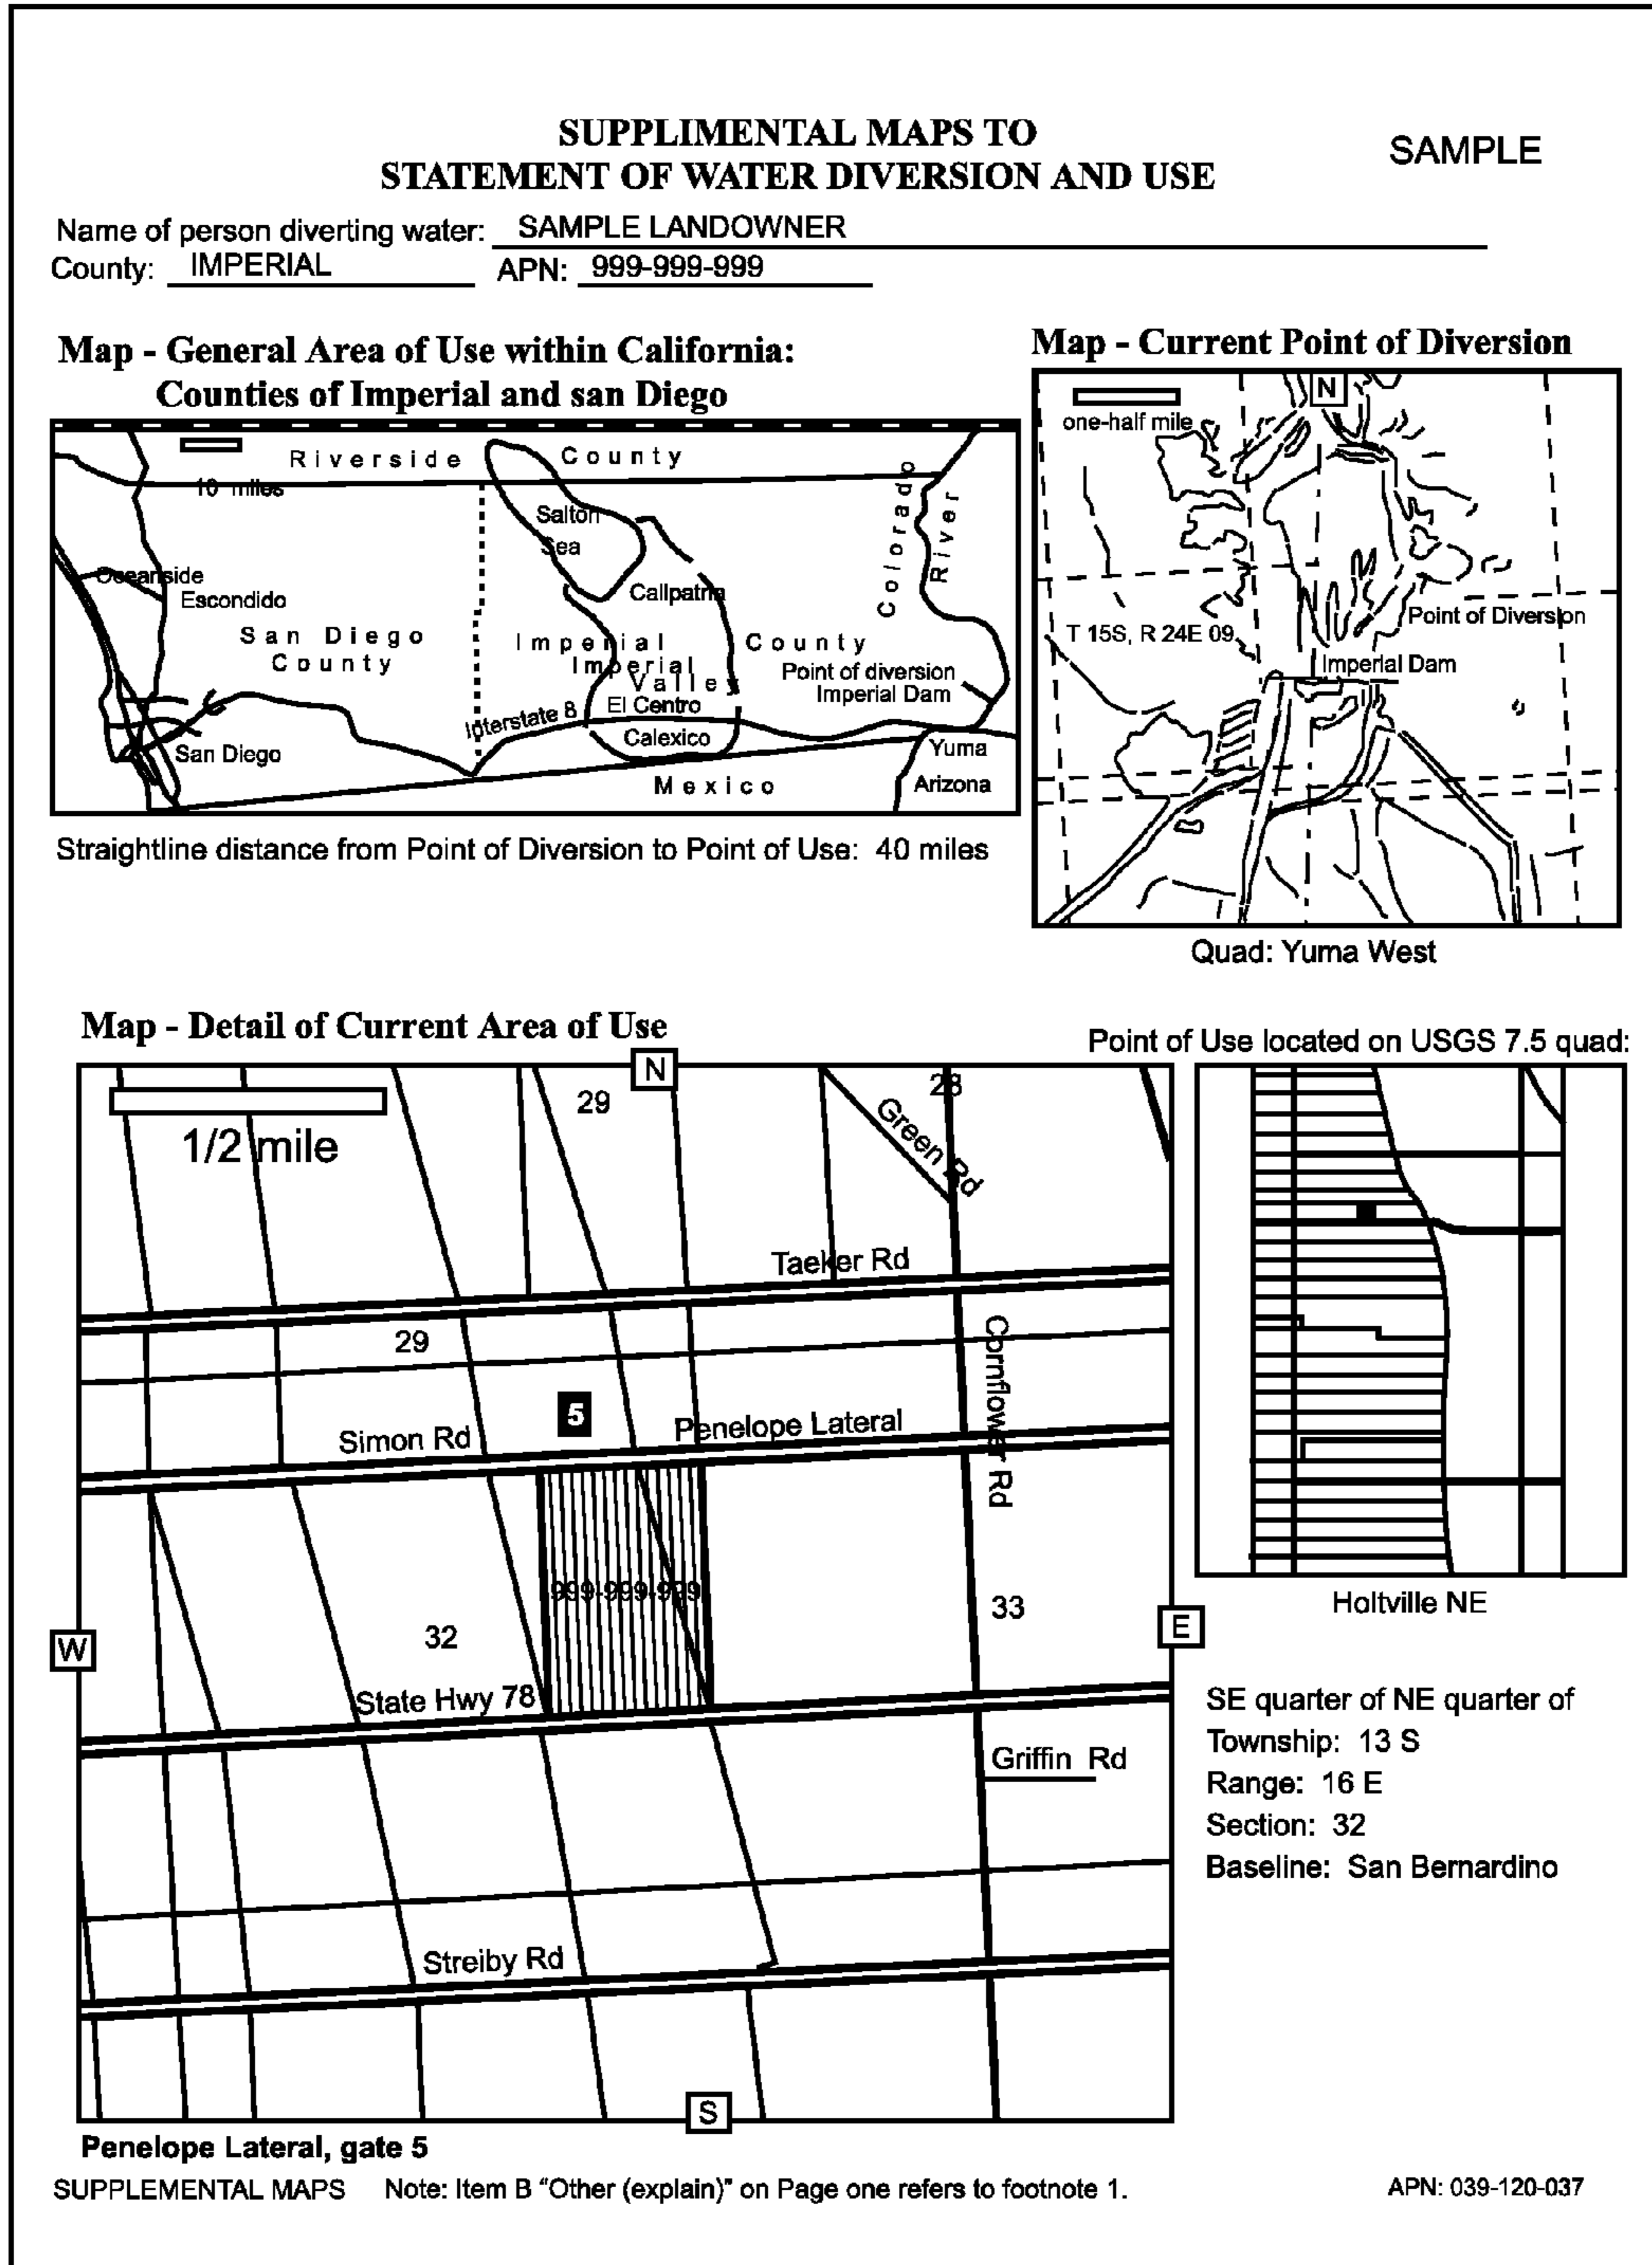 SUPPLIMENTAL MAPS TO
STATEMENT OF WATER DIVERSION AND USE
SAMPLE
Name of person diverting water: SAMPLE LANDOWNER
County: IMPERIAL APN: 999-999-999
Map - General Area of Use within California:
Counties of Imperial and san Diego
Riverside County
10 miles
Salton
Sea
Colorado
River
Oceanside
Escondido
Calipatria
San Diego
County
Imperial County
Imperial
Valley
Point of diversion
Imperial Dam
Interstate 8
El Centro
Calexico
San Diego
Yuma
Mexico
Arizona
Straightline distance from Point of Diversion to Point of Use: 40 miles
Map - Current Point of Diversion
N
one-half mile
Point of Diversion
T 15S, R 24E 09
Imperial Dam
Quad: Yuma West
Map - Detail of Current Area of Use
N
1/2 mile
29
28
Green Rd
Taeker Rd
29
Cornflower Rd
5
Simon Rd
Penelope Lateral
999-999-999
32
33
W
E
State Hwy 78
Griffin Rd
Streiby Rd
S
Penelope Lateral, gate 5
Point of Use located on USGS 7.5 quad:
Holtville NE
SE quarter of NE quarter of
Township: 13 S
Range: 16 E
Section: 32
Baseline: San Bernardino
SUPPLEMENTAL MAPS Note: Item B "Other (explain)" on Page one refers to footnote 1. APN: 039-120-037